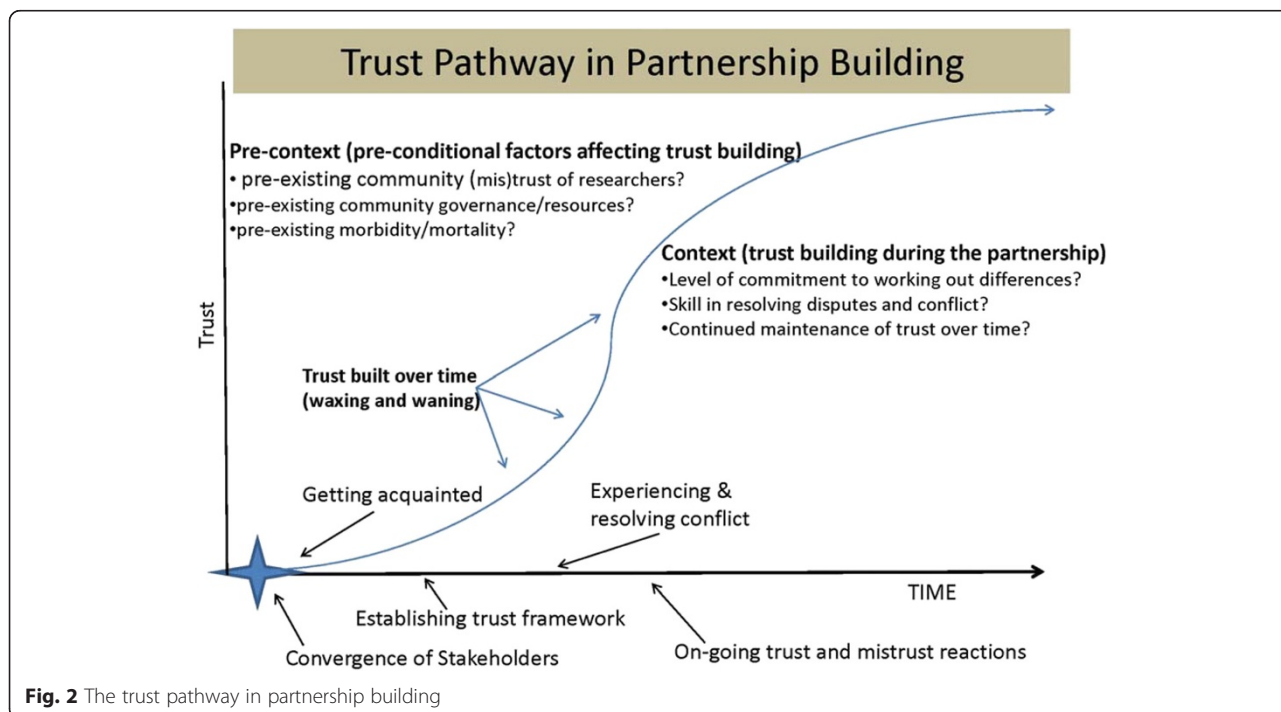 Trust Pathway in Partnership Building
Pre-context (pre-conditional factors affecting trust building)
• pre-existing community (mis)trust of researchers?
•pre-existing community governance/resources?
•pre-existing morbidity/mortality?
Context (trust building during the partnership)
•Level of commitment to working out differences?
•Skill in resolving disputes and conflict?
•Continued maintenance of trust over time?
Trust
Trust built over time
(waxing and waning)
Getting acquainted
Experiencing &
resolving conflict
TIME
Establishing trust framework
Convergence of Stakeholders
On-going trust and mistrust reactions
Fig. 2 The trust pathway in partnership building